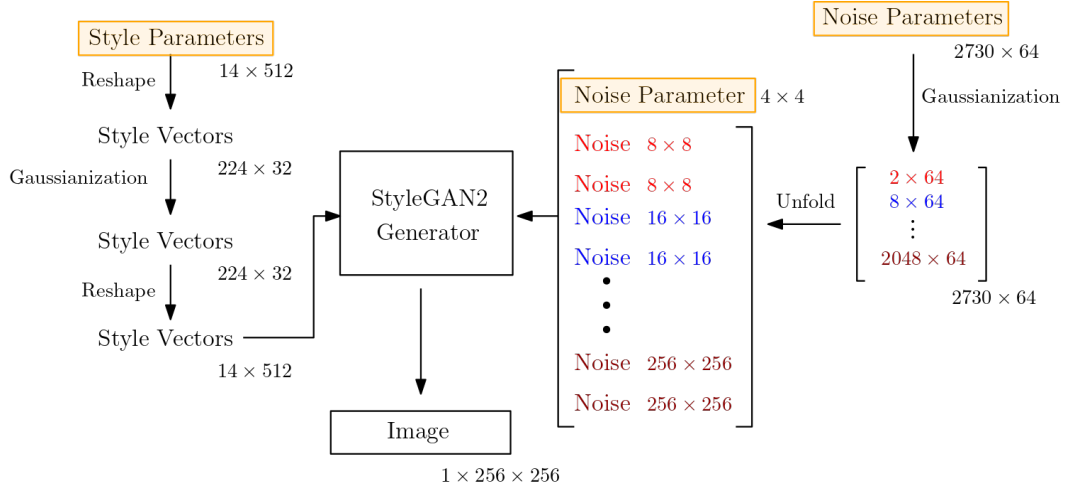 Style Parameters
14 × 512
Reshape
Style Vectors
224 × 32
Gaussianization
Style Vectors
224 × 32
Reshape
Style Vectors
14 × 512
StyleGAN2
Generator
Image
1 × 256 × 256
Noise Parameter 4 × 4
Noise 8 × 8
Noise 8 × 8
Noise 16 × 16
Noise 16 × 16
Noise 256 × 256
Noise 256 × 256
Unfold
Noise Parameters
2730 × 64
Gaussianization
2 × 64
8 × 64
⋮
2048 × 64
2730 × 64